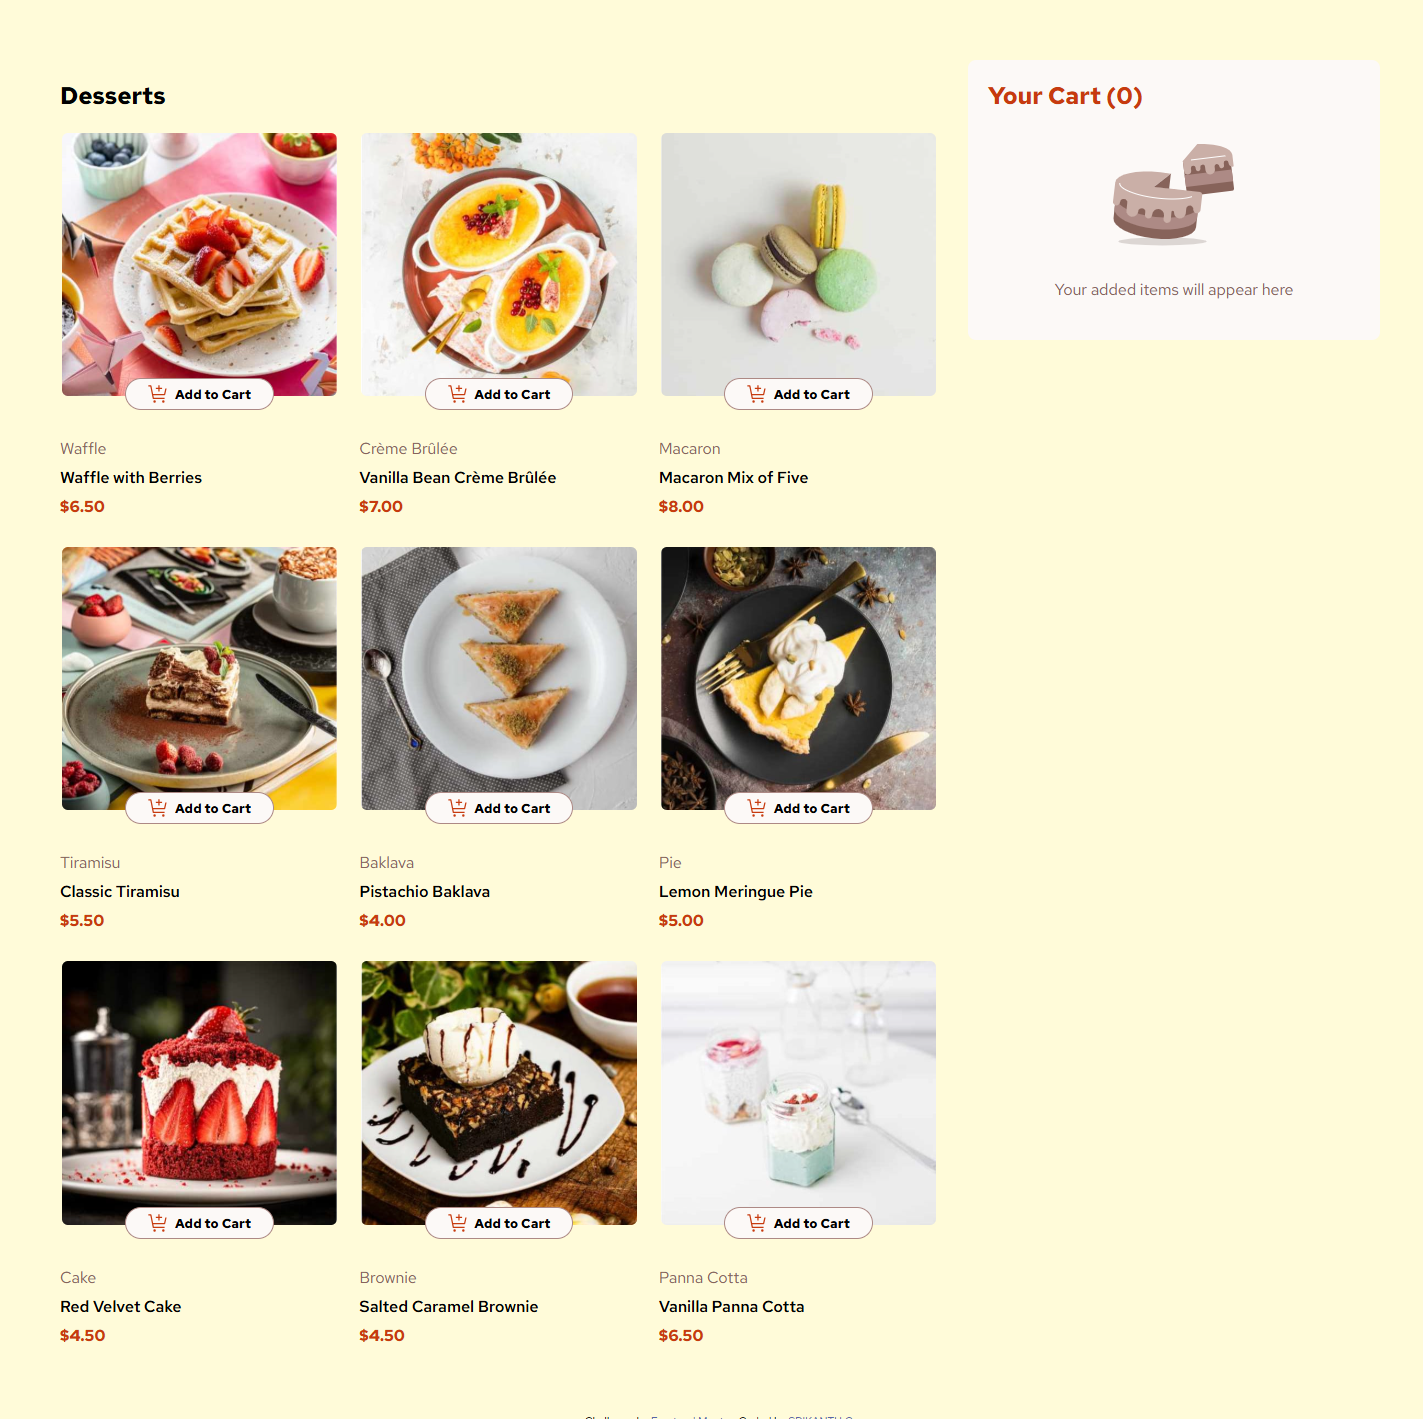 Desserts
Add to Cart
Waffle
Waffle with Berries
$6.50
Add to Cart
Crème Brûlée
Vanilla Bean Crème Brûlée
$7.00
Add to Cart
Macaron
Macaron Mix of Five
$8.00
Add to Cart
Tiramisu
Classic Tiramisu
$5.50
Add to Cart
Baklava
Pistachio Baklava
$4.00
Add to Cart
Pie
Lemon Meringue Pie
$5.00
Add to Cart
Cake
Red Velvet Cake
$4.50
Add to Cart
Brownie
Salted Caramel Brownie
$4.50
Add to Cart
Panna Cotta
Vanilla Panna Cotta
$6.50
Your Cart (0)
Your added items will appear here